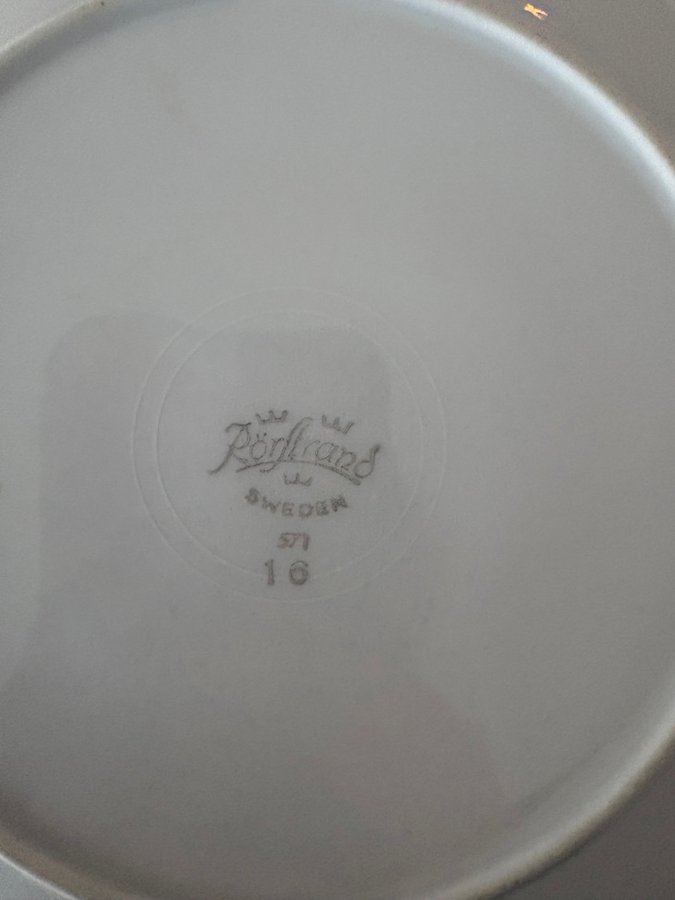 K
Rörstrand
SWEDEN
571
16